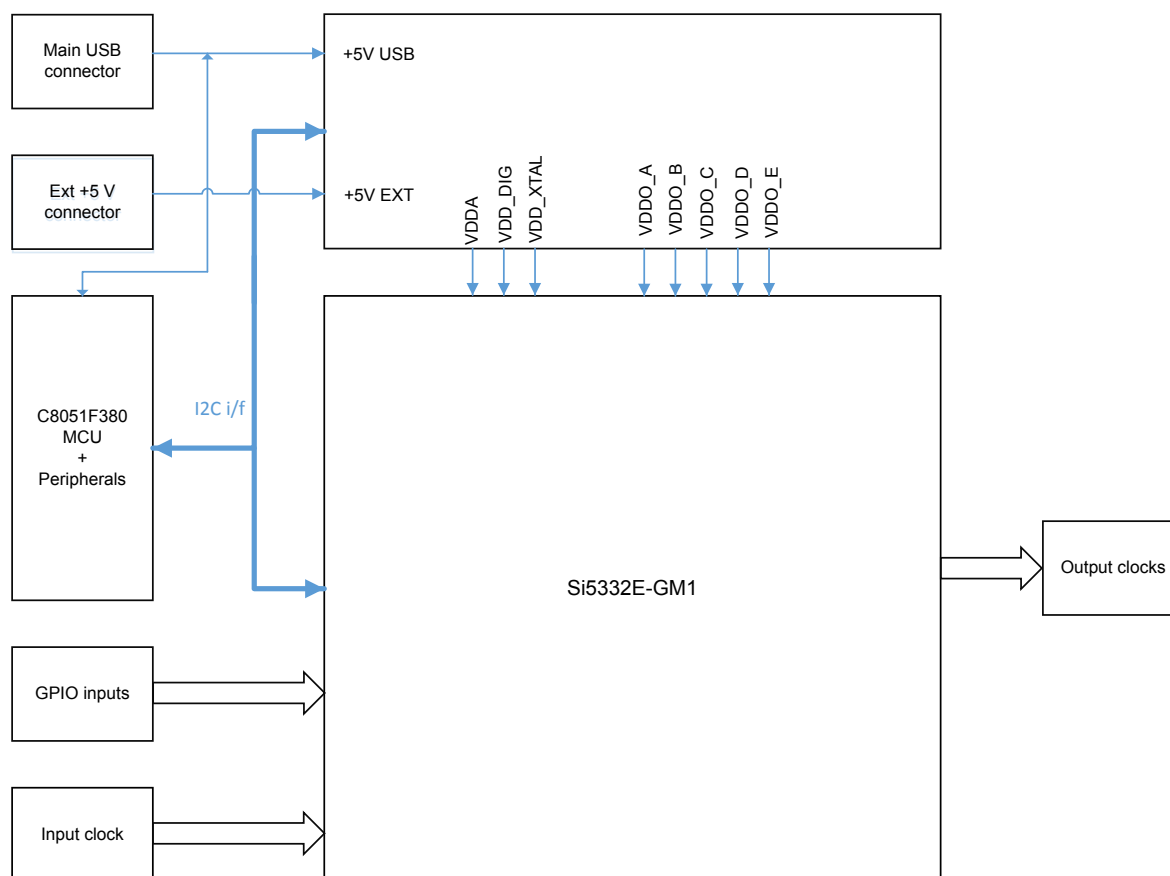 Main USB
connector
+5V USB
Ext +5 V
connector
+5V EXT
VDDA
VDD_DIG
VDD_XTAL
VDDO_A
VDDO_B
VDDO_C
VDDO_D
VDDO_E
C8051F380
MCU
+
Peripherals
I2C i/f
Si5332E-GM1
Output clocks
GPIO inputs
Input clock